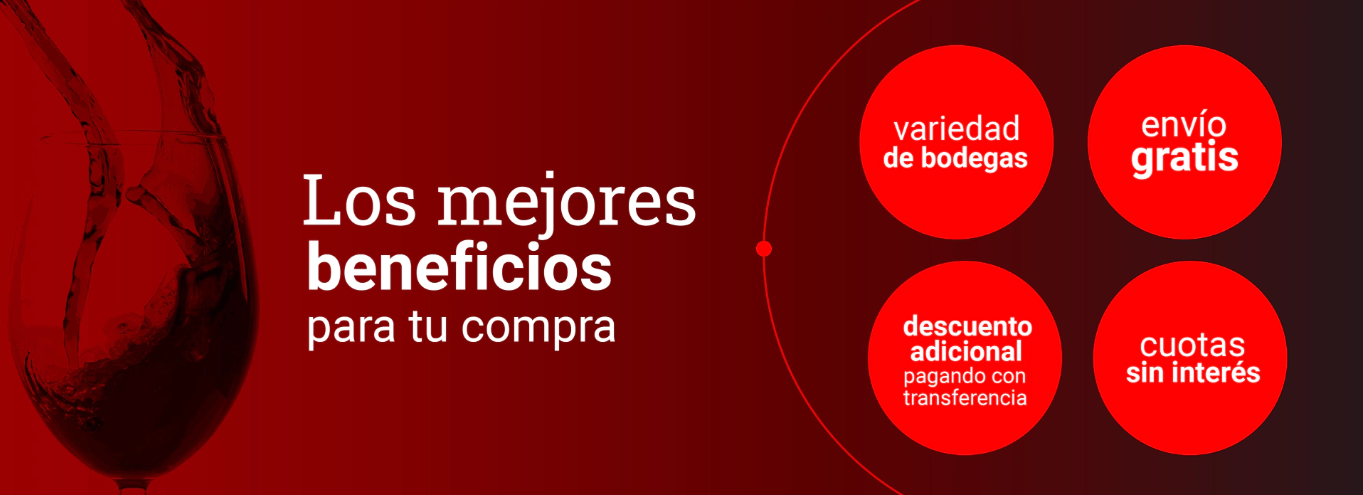 Los mejores
beneficios
para tu compra
variedad
de bodegas
envío
gratis
descuento
adicional
pagando con
transferencia
cuotas
sin interés